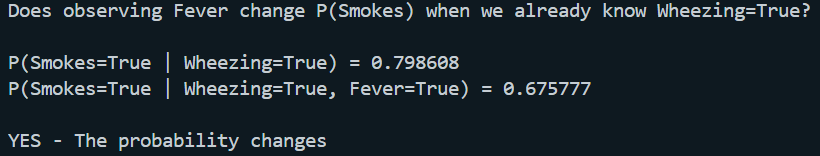 Does observing Fever change P(Smokes) when we already know Wheezing=True?
P(Smokes=True | Wheezing=True) = 0.798608
P(Smokes=True | Wheezing=True, Fever=True) = 0.675777
YES - The probability changes